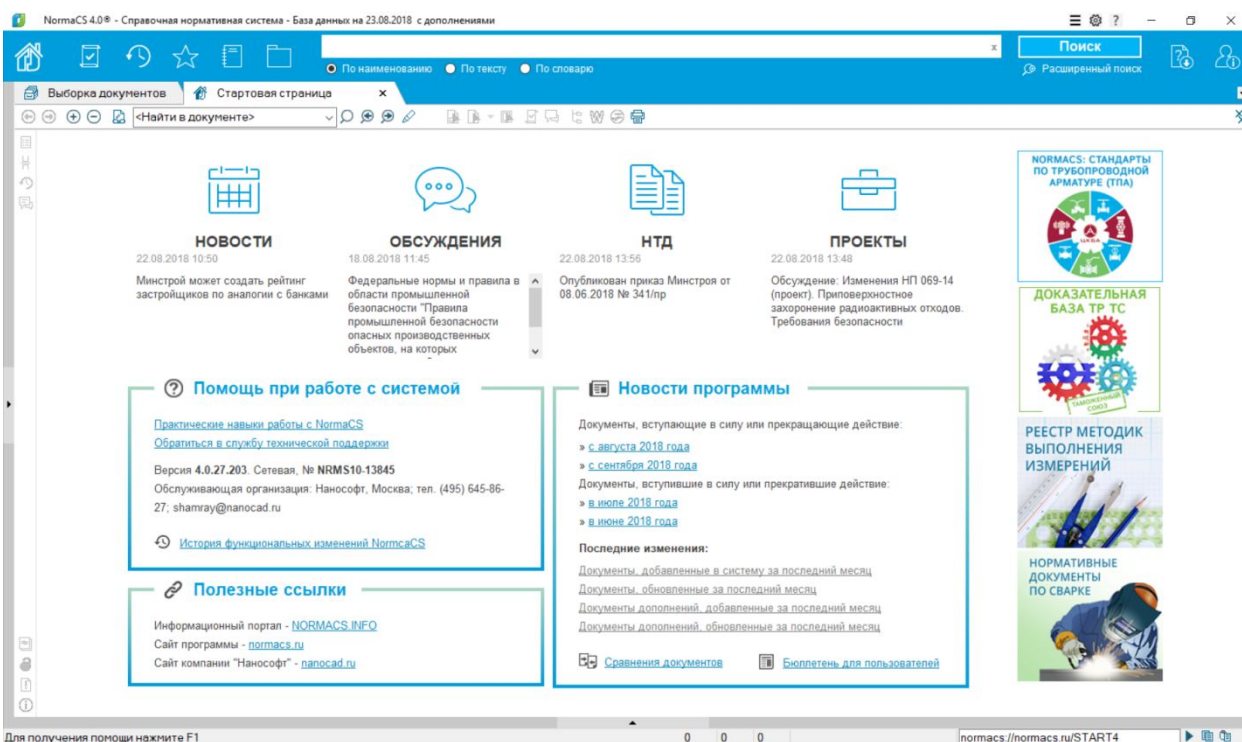 NormaCS 4.0® - Справочная нормативная система - База данных на 23.08.2018 с дополнениями
?
x
Поиск
По наименованию
По тексту
По словарю
Расширенный поиск
Выборка документов
Стартовая страница
x
<Найти в документе>
НОВОСТИ
22.08.2018 10:50
Минстрой может создать рейтинг
застройщиков по аналогии с банками
ОБСУЖДЕНИЯ
18.08.2018 11:45
Федеральные нормы и правила в
области промышленной
безопасности "Правила
промышленной безопасности
опасных производственных
объектов, на которых
НТД
22.08.2018 13:56
Опубликован приказ Минстроя от
08.06.2018 № 341/пр
ПРОЕКТЫ
22.08.2018 13:48
Обсуждение: Изменения НП 069-14
(проект). Приповерхностное
захоронение радиоактивных отходов.
Требования безопасности
Помощь при работе с системой
Практические навыки работы с NormaCS
Обратиться в службу технической поддержки
Версия 4.0.27.203. Сетевая, № NRMS10-13845
Обслуживающая организация: Нанософт, Москва; тел. (495) 645-86-
27; shamray@nanocad.ru
История функциональных изменений NormcaCS
Полезные ссылки
Информационный портал - NORMACS.INFO
Сайт программы - normacs.ru
Сайт компании "Нанософт" - nanocad.ru
Новости программы
Документы, вступающие в силу или прекращающие действие:
» с августа 2018 года
» с сентября 2018 года
Документы, вступившие в силу или прекратившие действие:
» в июле 2018 года
» в июне 2018 года
Последние изменения:
Документы, добавленные в систему за последний месяц
Документы, обновленные за последний месяц
Документы дополнений, добавленные за последний месяц
Документы дополнений, обновленные за последний месяц
Сравнения документов
Бюллетень для пользователей
NORMACS: СТАНДАРТЫ
ПО ТРУБОПРОВОДНОЙ
АРМАТУРЕ (ТПА)
ЦКБА
ДОКАЗАТЕЛЬНАЯ
БАЗА ТР ТС
ТАМОЖЕННЫЙ
СОЮЗ
РЕЕСТР МЕТОДИК
ВЫПОЛНЕНИЯ
ИЗМЕРЕНИЙ
НОРМАТИВНЫЕ
ДОКУМЕНТЫ
ПО СВАРКЕ
Для получения помощи нажмите F1
0
0
0
normacs://normacs.ru/START4